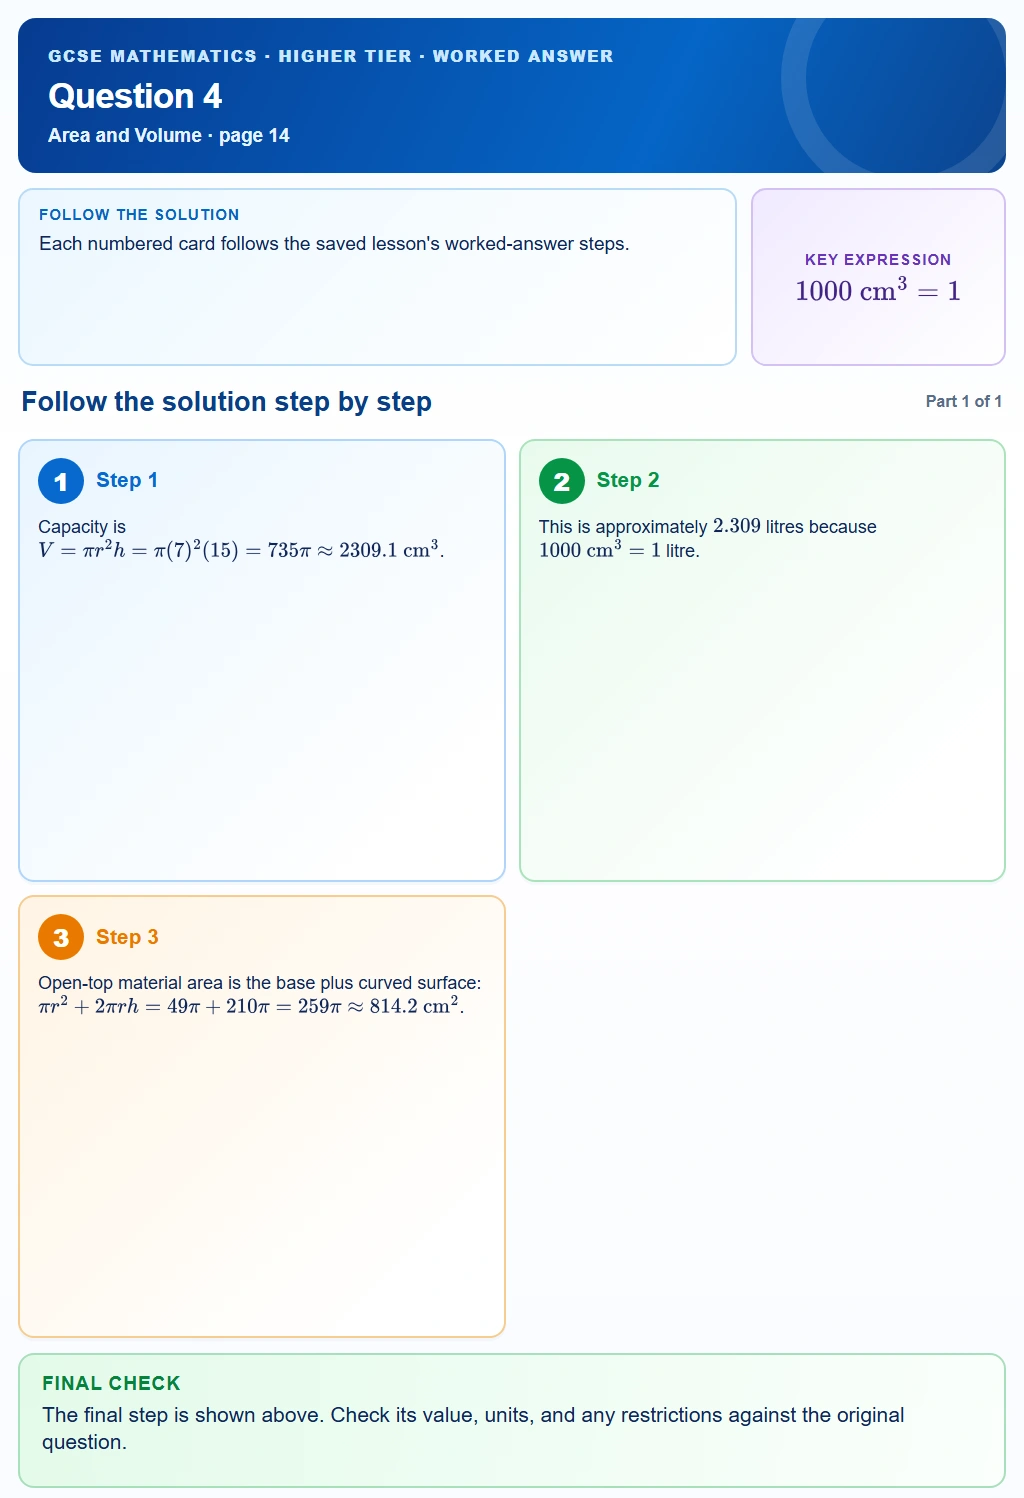 GCSE MATHEMATICS · HIGHER TIER · WORKED ANSWER
Question 4
Area and Volume · page 14
FOLLOW THE SOLUTION
Each numbered card follows the saved lesson's worked-answer steps.
KEY EXPRESSION
1000 cm³ = 1
Follow the solution step by step
Part 1 of 1
1 Step 1
Capacity is
V = πr²h = π(7)²(15) = 735π ≈ 2309.1 cm³.
2 Step 2
This is approximately 2.309 litres because
1000 cm³ = 1 litre.
3 Step 3
Open-top material area is the base plus curved surface:
πr² + 2πrh = 49π + 210π = 259π ≈ 814.2 cm².
FINAL CHECK
The final step is shown above. Check its value, units, and any restrictions against the original
question.